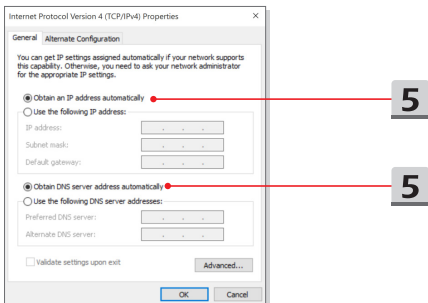 Internet Protocol Version 4 (TCP/IPv4) Properties
General Alternate Configuration
You can get IP settings assigned automatically if your network supports
this capability. Otherwise, you need to ask your network administrator
for the appropriate IP settings.
Obtain an IP address automatically
5
Use the following IP address:
IP address:
Subnet mask:
Default gateway:
Obtain DNS server address automatically
5
Use the following DNS server addresses:
Preferred DNS server:
Alternate DNS server:
Validate settings upon exit
Advanced...
OK Cancel